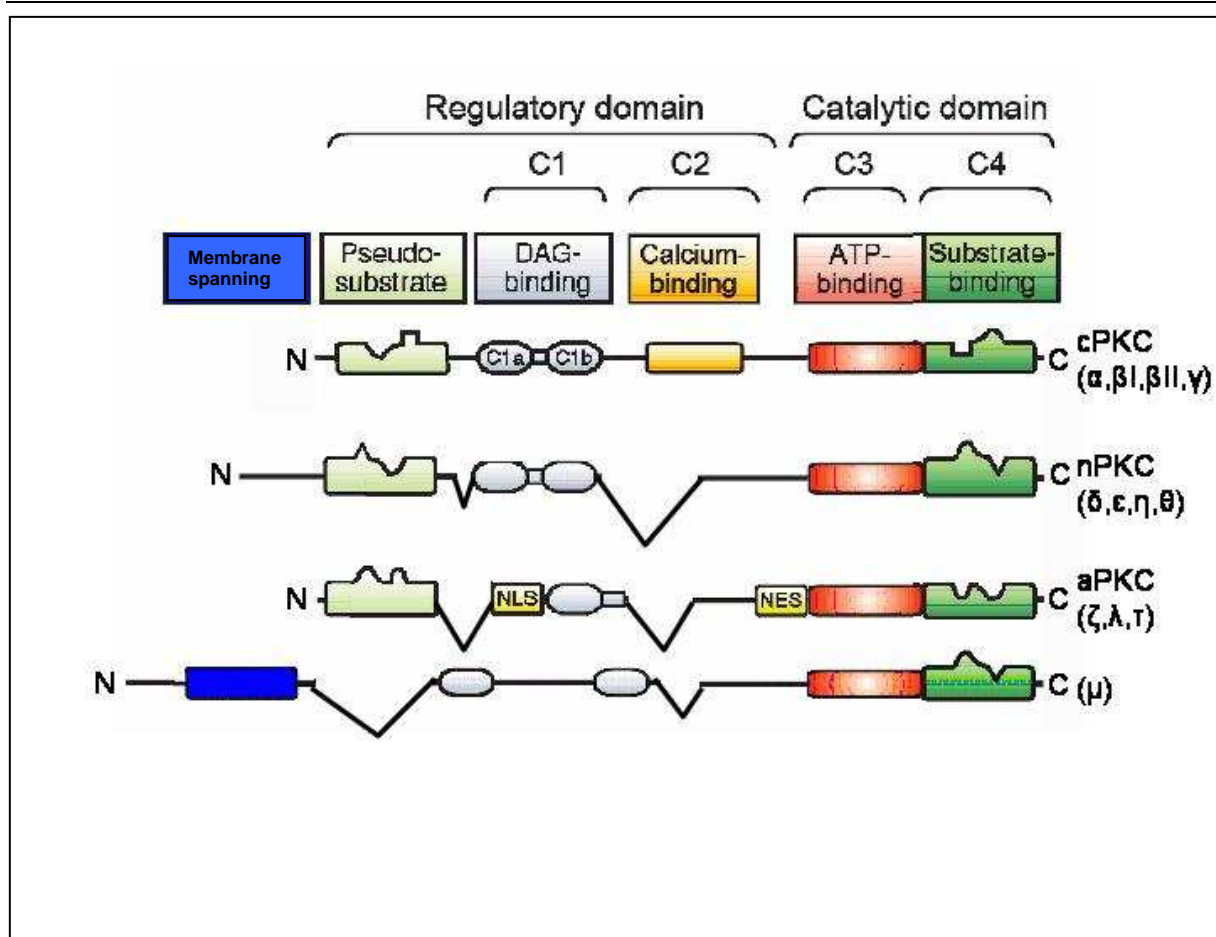 Regulatory domain
Catalytic domain
C1
C2
C3
C4
Membrane
spanning
Pseudo-
substrate
DAG-
binding
Calcium-
binding
ATP-
binding
Substrate-
binding
N
C1a
C1b
C
cPKC
(α,βI,βII,γ)
N
C
nPKC
(δ,ε,η,θ)
N
NLS
NES
C
aPKC
(ζ,λ,τ)
N
C
(μ)